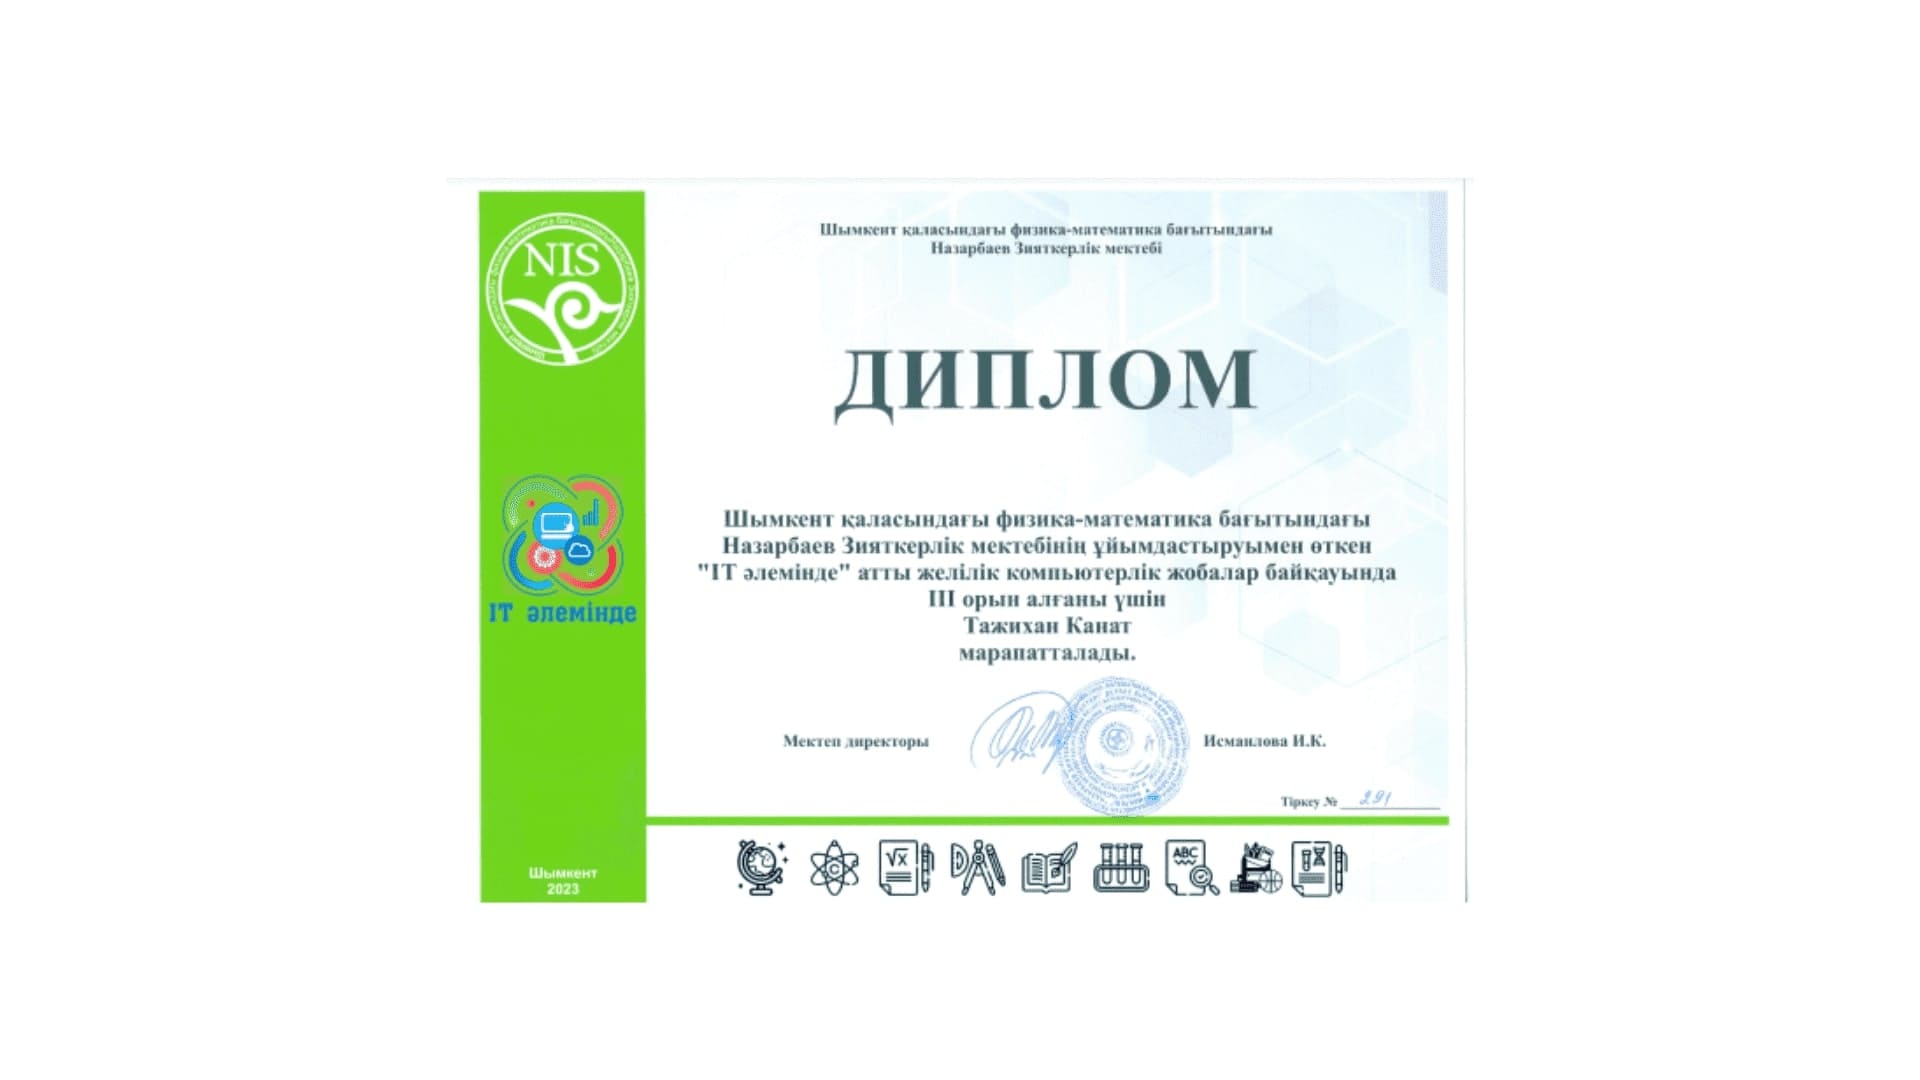 NIS
Шымкент қаласындағы физика-математика бағытындағы
Назарбаев Зияткерлік мектебі
ДИПЛОМ
Шымкент қаласындағы физика-математика бағытындағы
Назарбаев Зияткерлік мектебінің ұйымдастыруымен өткен
"IT әлемінде" атты желілік компьютерлік жобалар байқауында
III орын алғаны үшін
Тажихан Канат
марапатталады.
IT әлемінде
Мектеп директоры
Исмаилова И.К.
Тіркеу № 291
Шымкент
2023
√x
ABC